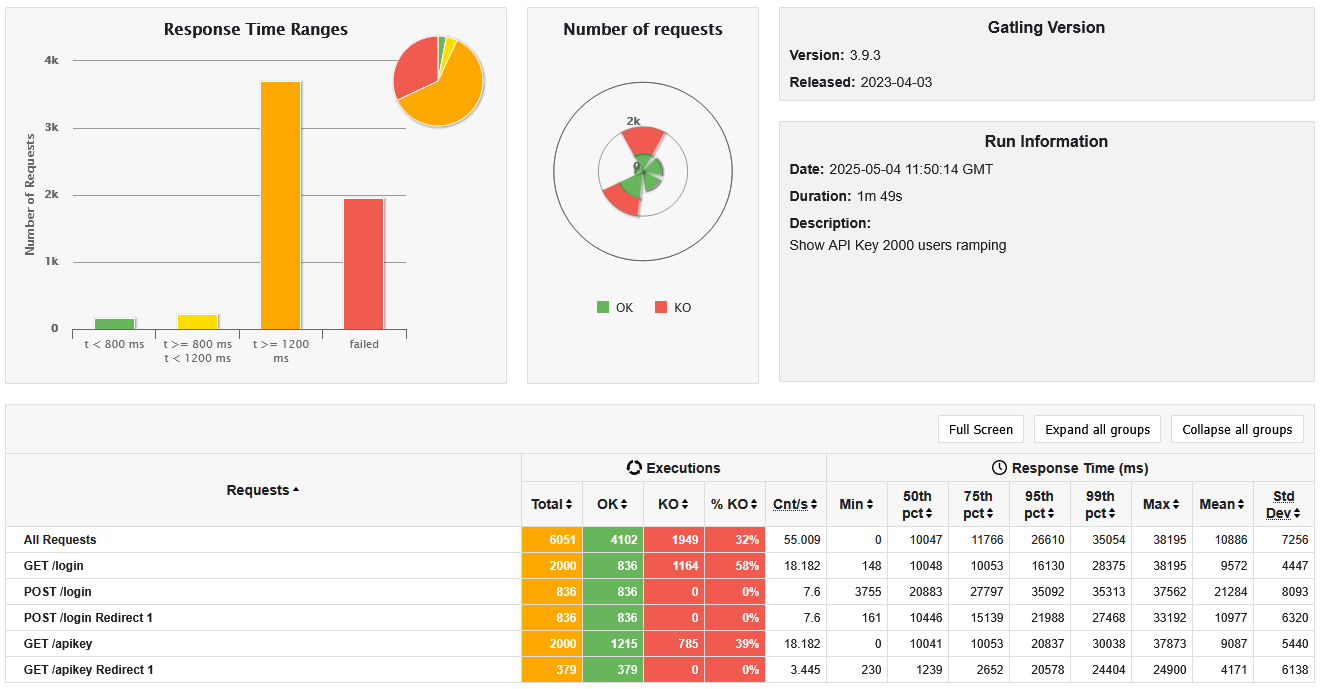 Response Time Ranges
4k
3k
2k
1k
0
Number of Requests
t < 800 ms
t >= 800 ms
t < 1200 ms
t >= 1200
ms
failed
Number of requests
2k
0
OK
KO
Gatling Version
Version: 3.9.3
Released: 2023-04-03
Run Information
Date: 2025-05-04 11:50:14 GMT
Duration: 1m 49s
Description:
Show API Key 2000 users ramping
Full Screen Expand all groups Collapse all groups
Requests Executions Response Time (ms)
Total OK KO % KO Cnt/s Min 50th pct 75th pct 95th pct 99th pct Max Mean Std Dev
All Requests 6051 4102 1949 32% 55.009 0 10047 11766 26610 35054 38195 10886 7256
GET /login 2000 836 1164 58% 18.182 148 10048 10053 16130 28375 38195 9572 4447
POST /login 836 836 0 0% 7.6 3755 20883 27797 35092 35313 37562 21284 8093
POST /login Redirect 1 836 836 0 0% 7.6 161 10446 15139 21988 27468 33192 10977 6320
GET /apikey 2000 1215 785 39% 18.182 0 10041 10053 20837 30038 37873 9087 5440
GET /apikey Redirect 1 379 379 0 0% 3.445 230 1239 2652 20578 24404 24900 4171 6138